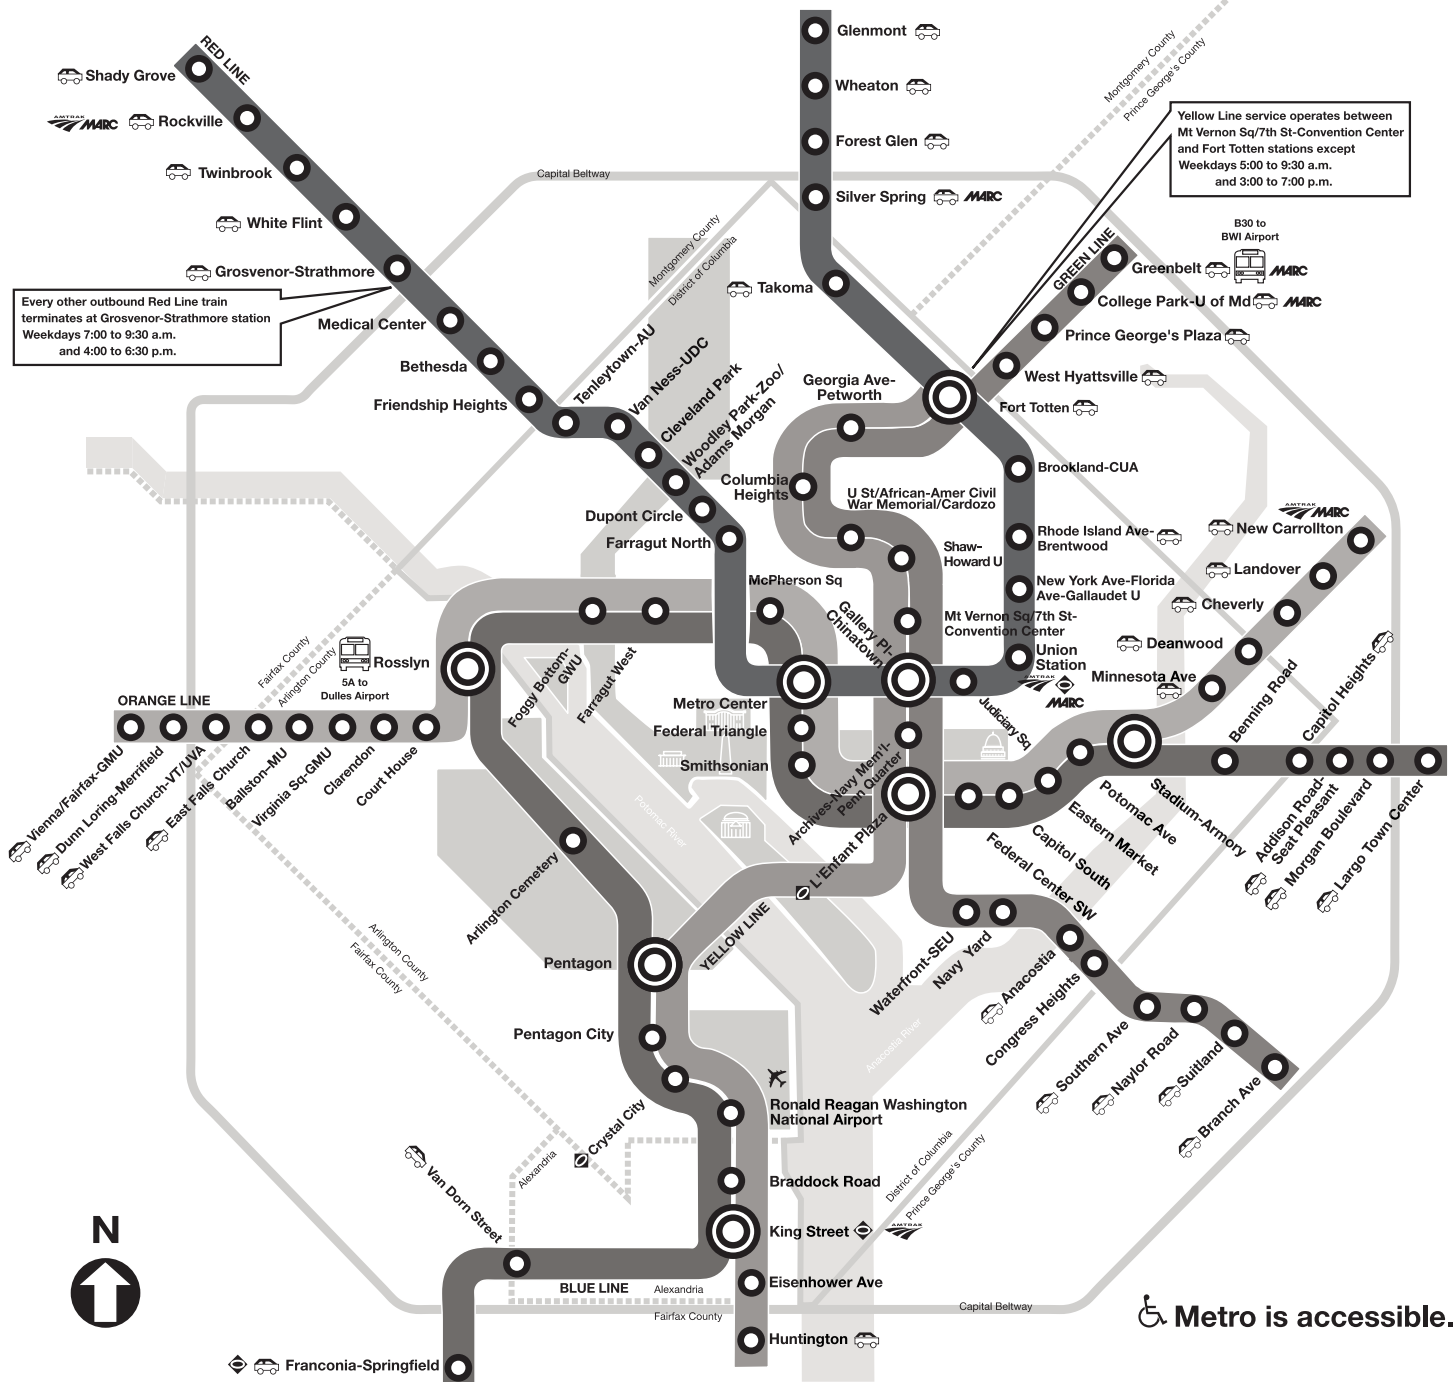 RED LINE
Shady Grove
AMTRAK
MARC
Rockville
Twinbrook
White Flint
Grosvenor-Strathmore
Every other outbound Red Line train
terminates at Grosvenor-Strathmore station
Weekdays 7:00 to 9:30 a.m.
and 4:00 to 6:30 p.m.
Medical Center
Bethesda
Friendship Heights
Tenleytown-AU
Van Ness-UDC
Cleveland Park
Woodley Park-Zoo/
Adams Morgan
Dupont Circle
Farragut North
Capital Beltway
Montgomery County
District of Columbia
Glenmont
Wheaton
Forest Glen
Silver Spring
MARC
Takoma
Montgomery County
Prince George's County
Yellow Line service operates between
Mt Vernon Sq/7th St-Convention Center
and Fort Totten stations except
Weekdays 5:00 to 9:30 a.m.
and 3:00 to 7:00 p.m.
B30 to
BWI Airport
GREEN LINE
Greenbelt
MARC
College Park-U of Md
MARC
Prince George's Plaza
West Hyattsville
Fort Totten
Georgia Ave-
Petworth
Columbia
Heights
U St/African-Amer Civil
War Memorial/Cardozo
Shaw-
Howard U
Mt Vernon Sq/7th St-
Convention Center
Brookland-CUA
Rhode Island Ave-
Brentwood
New York Ave-Florida
Ave-Gallaudet U
Union
Station
AMTRAK
MARC
Judiciary Sq
Gallery Pl-
Chinatown
McPherson Sq
Metro Center
Federal Triangle
Smithsonian
Archives-Navy Mem'l-
Penn Quarter
L'Enfant Plaza
AMTRAK
MARC
New Carrollton
Landover
Cheverly
Deanwood
Minnesota Ave
Benning Road
Capitol Heights
Addison Road-
Seat Pleasant
Morgan Boulevard
Largo Town Center
Stadium-Armory
Potomac Ave
Eastern Market
Capitol South
Federal Center SW
Fairfax County
Arlington County
5A to
Dulles Airport
Rosslyn
Foggy Bottom-
GWU
Farragut West
ORANGE LINE
Vienna/Fairfax-GMU
Dunn Loring-Merrifield
West Falls Church-VT/UVA
East Falls Church
Ballston-MU
Virginia Sq-GMU
Clarendon
Court House
Potomac River
Arlington Cemetery
Arlington County
Fairfax County
Pentagon
YELLOW LINE
Pentagon City
Crystal City
Ronald Reagan Washington
National Airport
Braddock Road
King Street
AMTRAK
Eisenhower Ave
Huntington
Waterfront-SEU
Navy Yard
Anacostia
Congress Heights
Southern Ave
Naylor Road
Suitland
Branch Ave
Anacostia River
District of Columbia
Prince George's County
Alexandria
Van Dorn Street
BLUE LINE
Alexandria
Fairfax County
Franconia-Springfield
Capital Beltway
N
Metro is accessible.